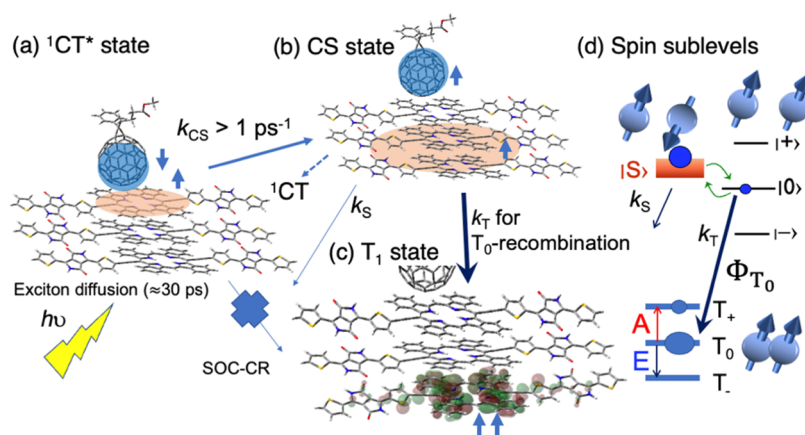 (a) ¹CT* state
(b) CS state
(d) Spin sublevels
k_CS > 1 ps⁻¹
¹CT
k_S
k_T for
T₀-recombination
(c) T₁ state
Exciton diffusion (≈30 ps)
hυ
SOC-CR
|+>
|S>
|0>
k_S
k_T
|−>
Φ_T₀
T₊
A
T₀
E
T₋